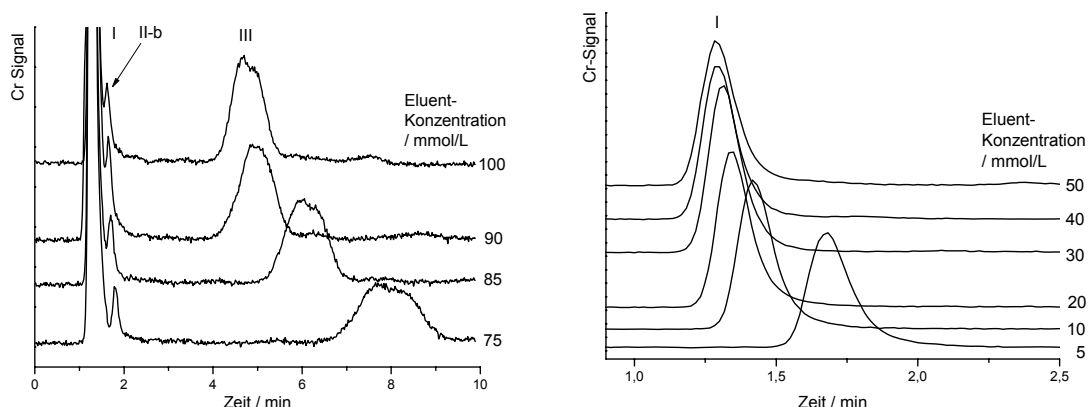 I
II-b
III
Cr Signal
Eluent-
Konzentration
/ mmol/L
100
90
85
75
0
2
4
6
8
10
Zeit / min
I
Cr-Signal
Eluent-
Konzentration
/ mmol/L
50
40
30
20
10
5
1,0
1,5
2,0
2,5
Zeit / min